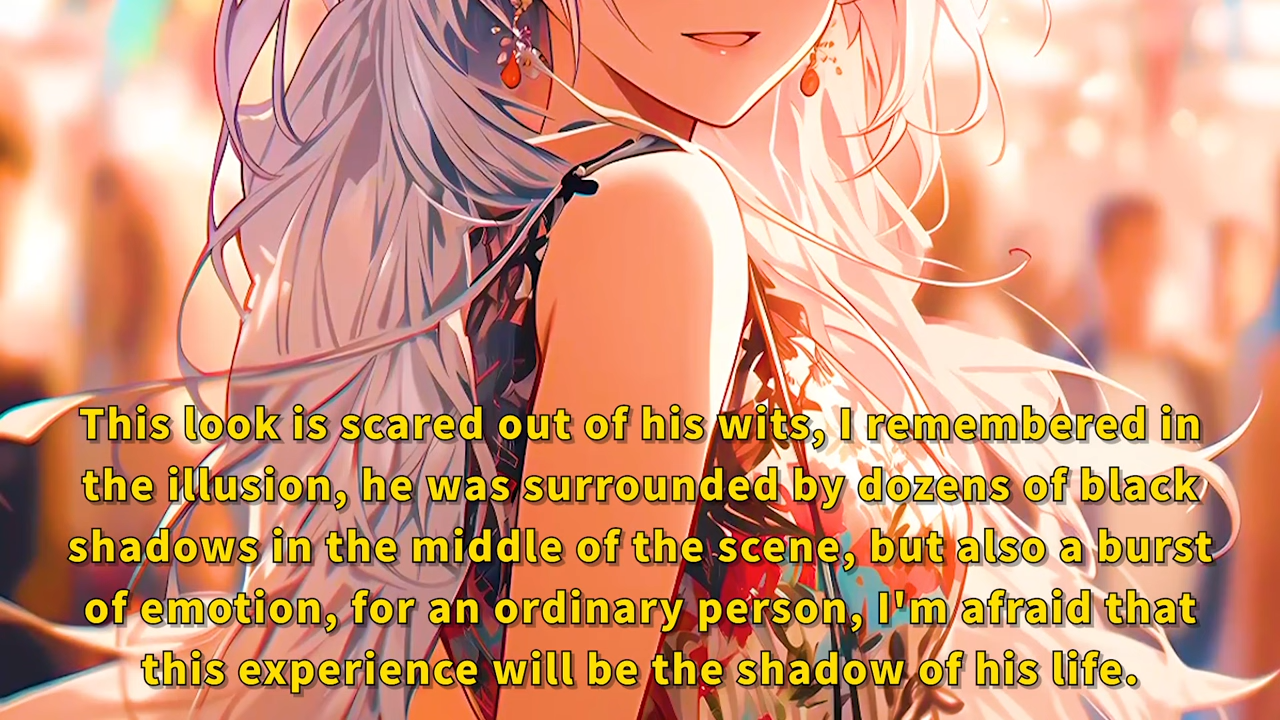 This look is scared out of his wits, I remembered in
the illusion, he was surrounded by dozens of black
shadows in the middle of the scene, but also a burst
of emotion, for an ordinary person, I'm afraid that
this experience will be the shadow of his life.